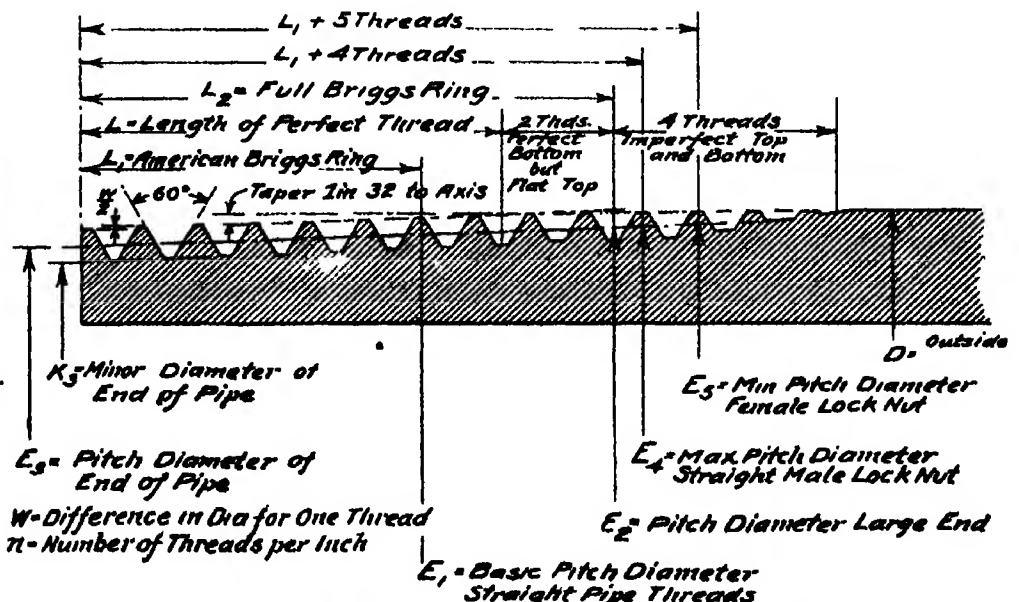 L₁ + 5 Threads
L₁ + 4 Threads
L₂ = Full Briggs Ring
L = Length of Perfect Thread
2 Thds.
Perfect
Bottom
but
Flat Top
4 Threads
Imperfect Top
and Bottom
L₁ = American Briggs Ring
W/2
60°
Taper 1 in 32 to Axis
D = Outside
K₃ = Minor Diameter of
End of Pipe
E₅ = Min Pitch Diameter
Female Lock Nut
E₃ = Pitch Diameter of
End of Pipe
E₄ = Max. Pitch Diameter
Straight Male Lock Nut
W = Difference in Dia for One Thread
n = Number of Threads per Inch
E₂ = Pitch Diameter Large End
E₁ = Basic Pitch Diameter
Straight Pipe Threads